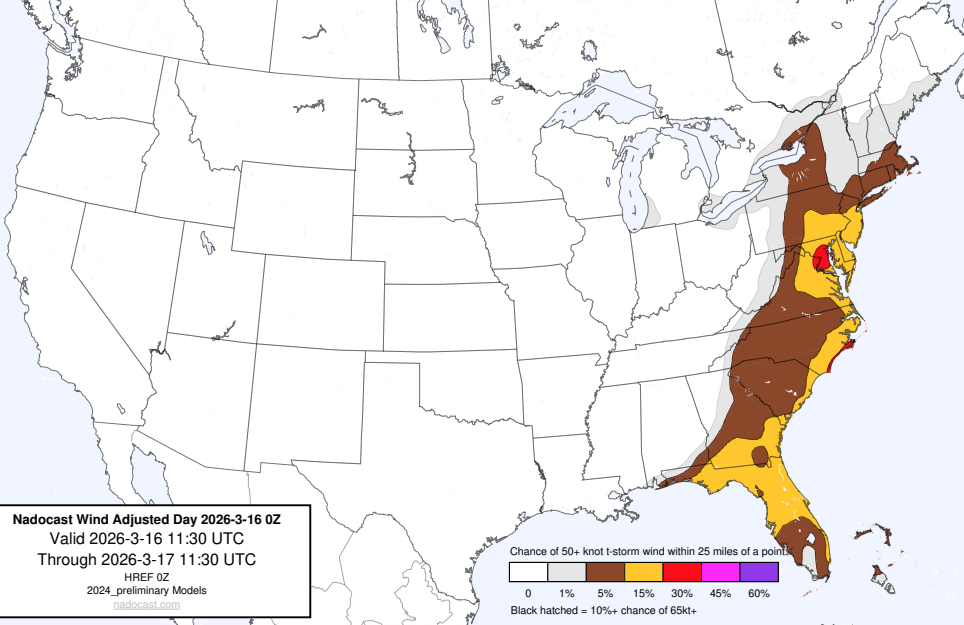 Nadocast Wind Adjusted Day 2026-3-16 0Z
Valid 2026-3-16 11:30 UTC
Through 2026-3-17 11:30 UTC
HREF 0Z
2024_preliminary Models
nadocast.com
Chance of 50+ knot t-storm wind within 25 miles of a point.
0 1% 5% 15% 30% 45% 60%
Black hatched = 10%+ chance of 65kt+